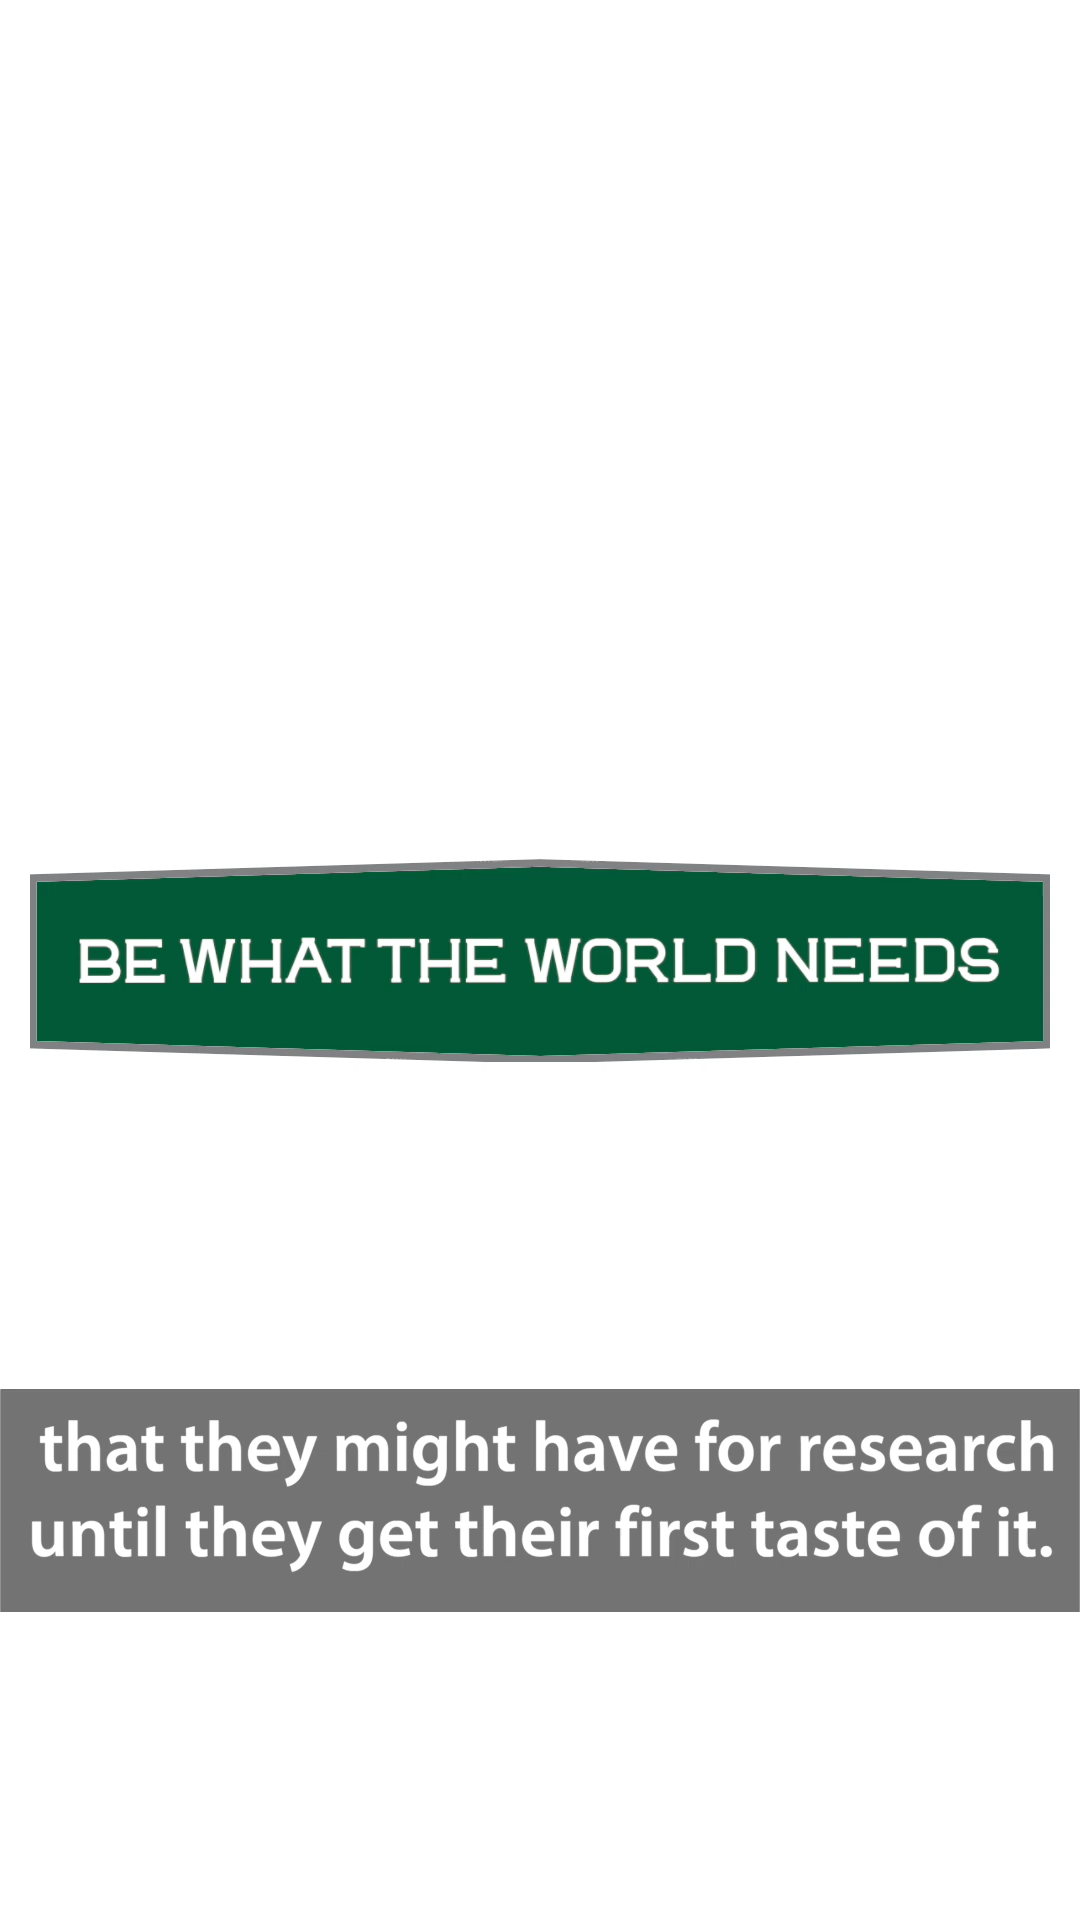 BE WHAT THE WORLD NEEDS
that they might have for research
until they get their first taste of it.